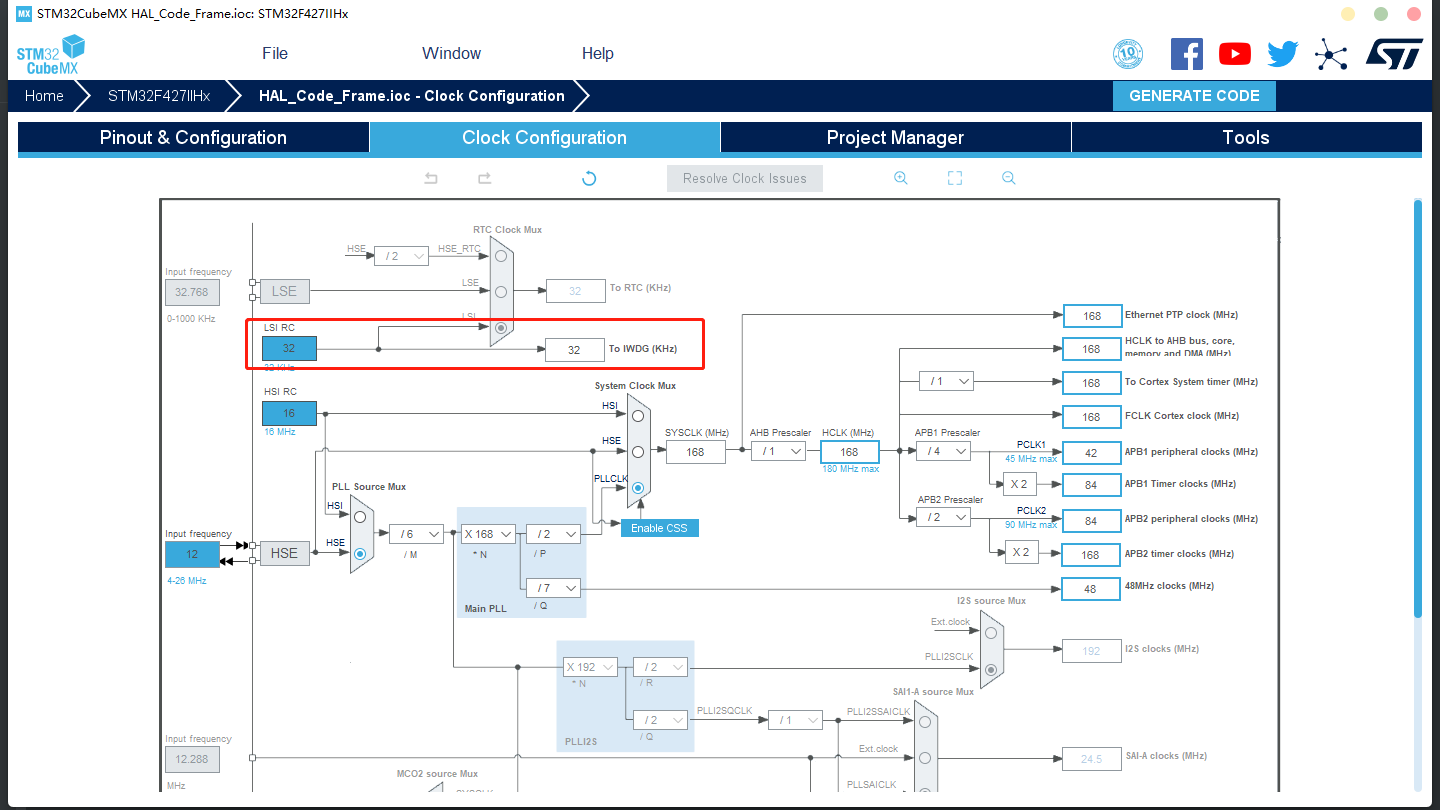 MX STM32CubeMX HAL_Code_Frame.ioc: STM32F427IIHx
STM32
CubeMX
File Window Help
10
Home STM32F427IIHx HAL_Code_Frame.ioc - Clock Configuration GENERATE CODE
Pinout & Configuration Clock Configuration Project Manager Tools
Resolve Clock Issues
RTC Clock Mux
HSE / 2 HSE_RTC
Input frequency
32.768 LSE LSE 32 To RTC (KHz)
0-1000 KHz
LSI
LSI RC
32 32 To IWDG (KHz)
32 KHz
HSI RC
16
16 MHz
System Clock Mux
HSI
HSE
PLLCLK
Enable CSS
SYSCLK (MHz) AHB Prescaler HCLK (MHz)
168 / 1 168
180 MHz max
168 Ethernet PTP clock (MHz)
168 HCLK to AHB bus, core,
memory and DMA (MHz)
/ 1 168 To Cortex System timer (MHz)
168 FCLK Cortex clock (MHz)
APB1 Prescaler PCLK1
/ 4 45 MHz max 42 APB1 peripheral clocks (MHz)
X 2 84 APB1 Timer clocks (MHz)
APB2 Prescaler PCLK2
/ 2 90 MHz max 84 APB2 peripheral clocks (MHz)
X 2 168 APB2 timer clocks (MHz)
48 48MHz clocks (MHz)
PLL Source Mux
HSI
HSE
Input frequency
12 HSE
4-26 MHz
/ 6
/ M
X 168 / 2
* N / P
/ 7
Main PLL / Q
I2S source Mux
Ext.clock
PLLI2SCLK
192 I2S clocks (MHz)
X 192 / 2
* N / R
/ 2
PLLI2S / Q
PLLI2SQCLK / 1 PLLI2SSAICLK
SAI1-A source Mux
Ext.clock
PLLSAICLK
24.5 SAI-A clocks (MHz)
Input frequency
12.288
MHz
MCO2 source Mux
SYSCLK